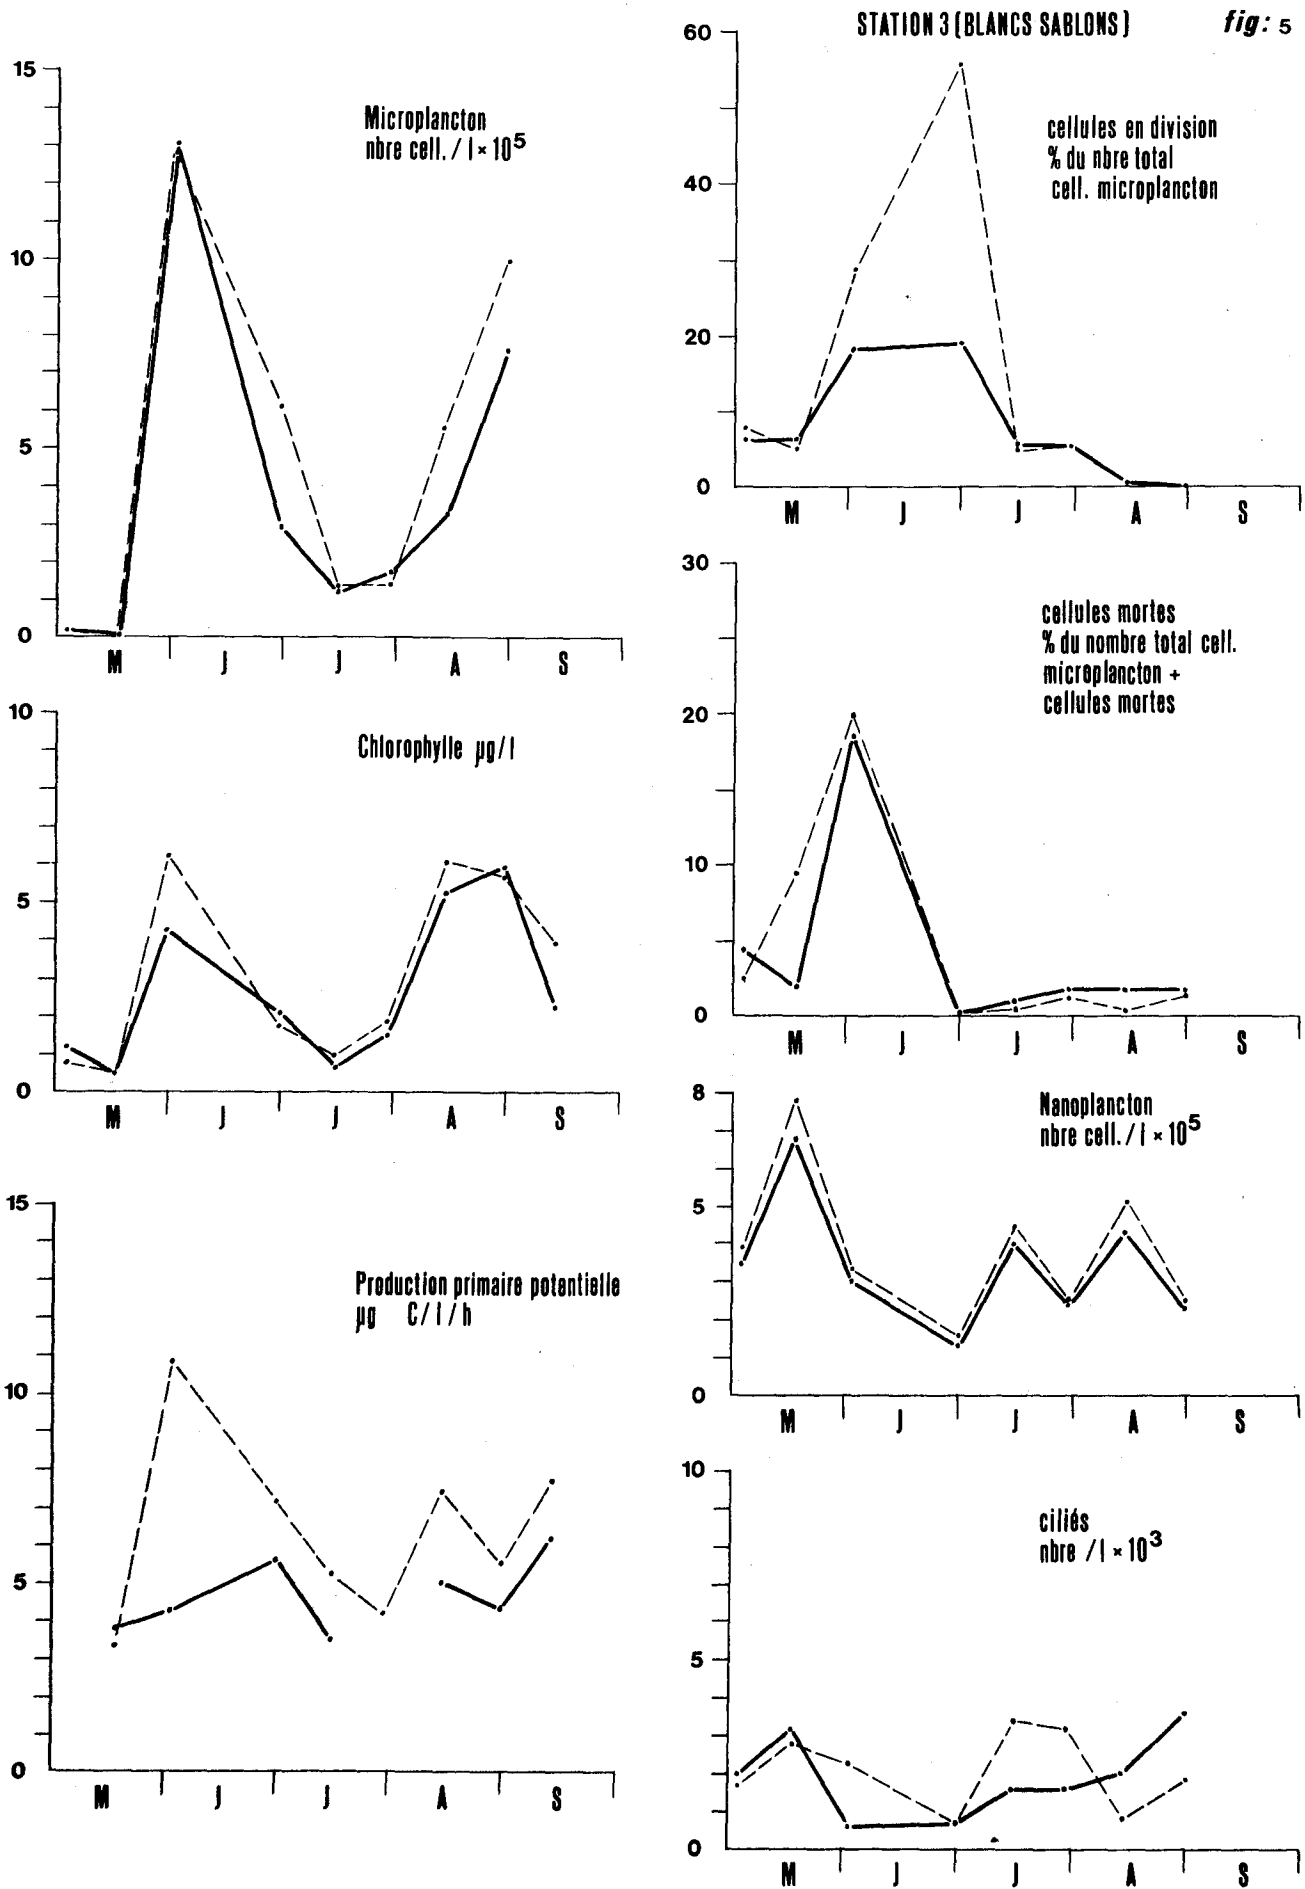 STATION 3 (BLANCS SABLONS)
fig: 5
15
10
5
0
Microplancton
nbre cell. / l × 10⁵
M J J A S
10
5
0
Chlorophylle µg / l
M J J A S
15
10
5
0
Production primaire potentielle
µg C / l / h
M J J A S
60
40
20
0
cellules en division
% du nbre total
cell. microplancton
M J J A S
30
20
10
0
cellules mortes
% du nombre total cell.
microplancton +
cellules mortes
M J J A S
8
5
0
Nanoplancton
nbre cell. / l × 10⁵
M J J A S
10
5
0
ciliés
nbre / l × 10³
M J J A S